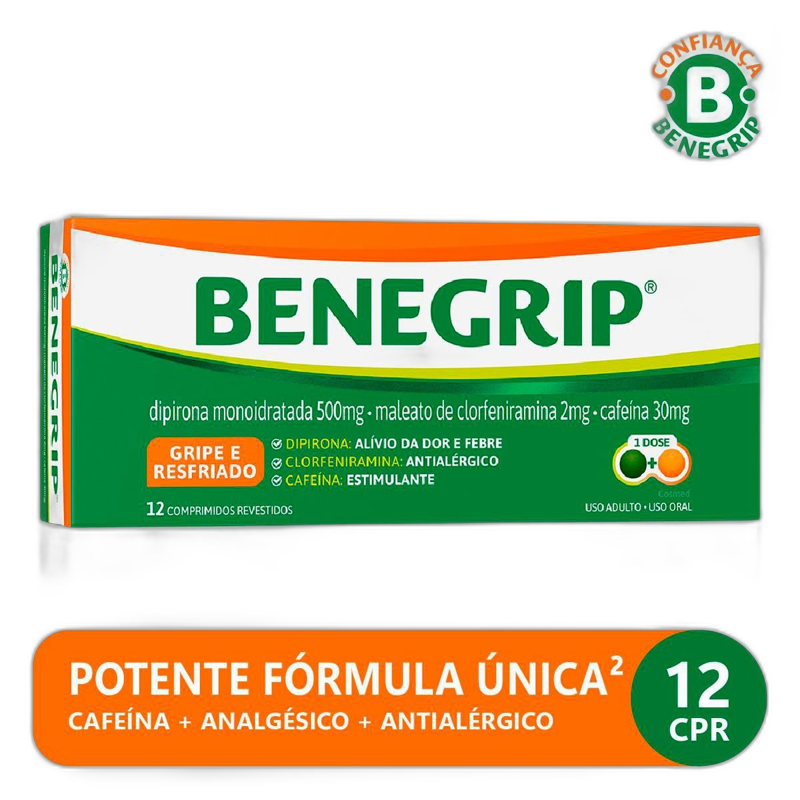 CONFIANÇA
B
BENEGRIP
BENEGRIP®
BENEGRIP®
dipirona monoidratada 500mg • maleato de clorfeniramina 2mg • cafeína 30mg
GRIPE E
RESFRIADO
DIPIRONA: ALÍVIO DA DOR E FEBRE
CLORFENIRAMINA: ANTIALÉRGICO
CAFEÍNA: ESTIMULANTE
1 DOSE
+
Cosmed
12 COMPRIMIDOS REVESTIDOS
USO ADULTO • USO ORAL
POTENTE FÓRMULA ÚNICA²
CAFEÍNA + ANALGÉSICO + ANTIALÉRGICO
12
CPR